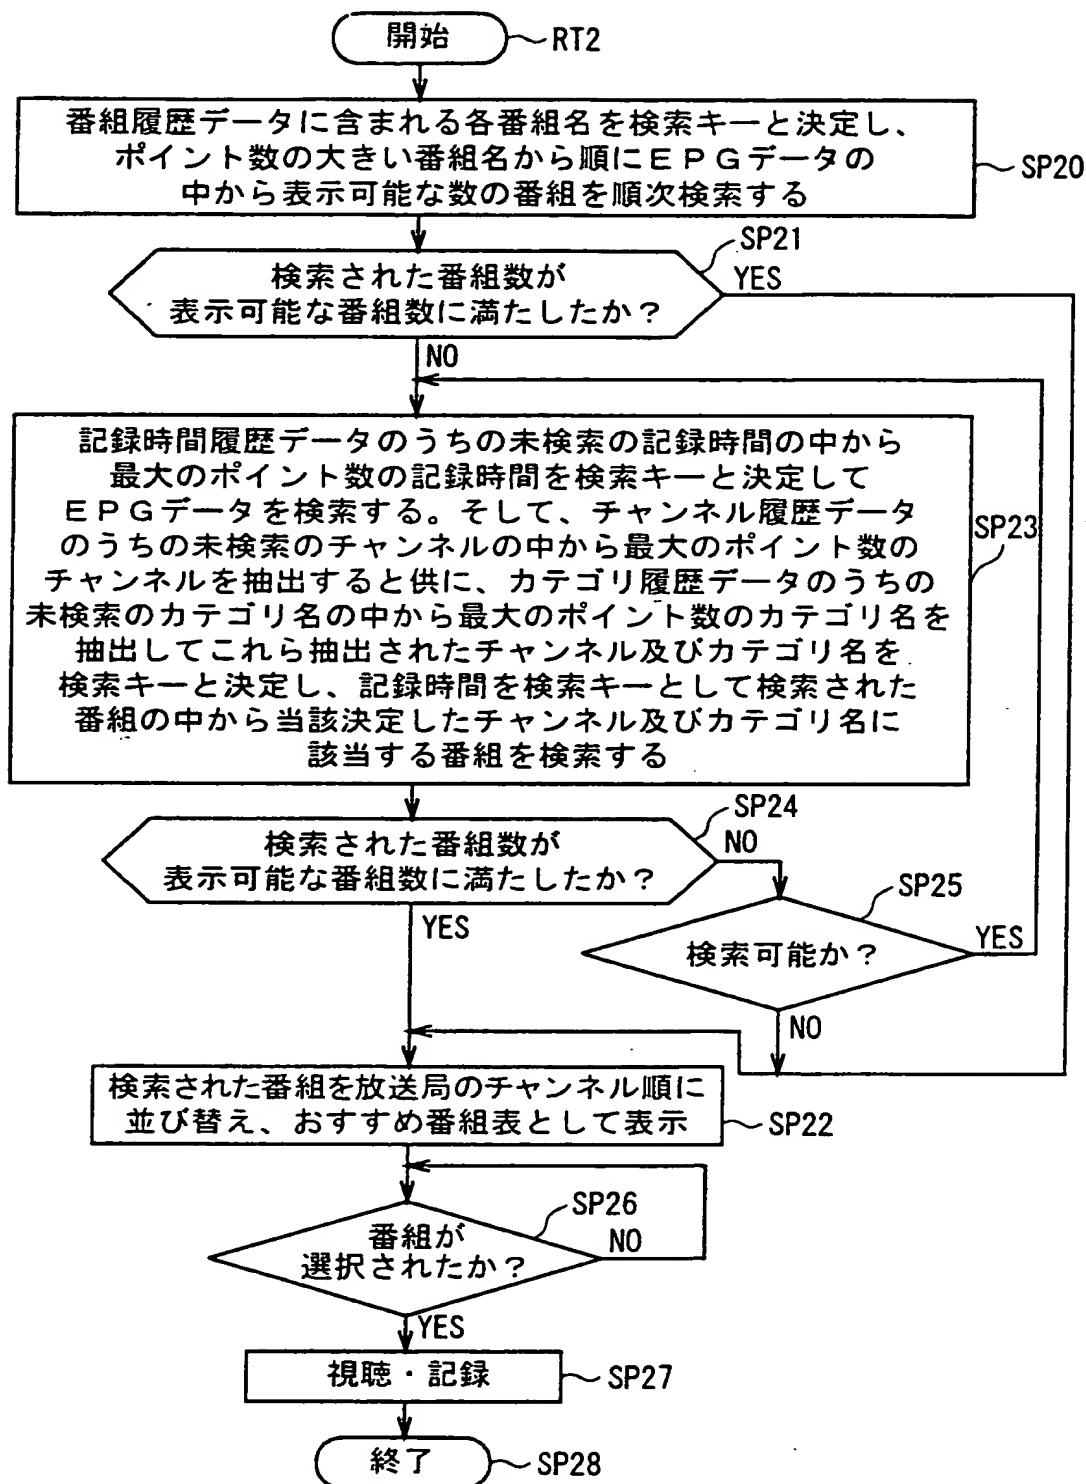 開始
RT2
番組履歴データに含まれる各番組名を検索キーと決定し、
ポイント数の大きい番組名から順にＥＰＧデータの
中から表示可能な数の番組を順次検索する
SP20
SP21
検索された番組数が
表示可能な番組数に満たしたか？
YES
NO
記録時間履歴データのうちの未検索の記録時間の中から
最大のポイント数の記録時間を検索キーと決定して
ＥＰＧデータを検索する。そして、チャンネル履歴データ
のうちの未検索のチャンネルの中から最大のポイント数の
チャンネルを抽出すると供に、カテゴリ履歴データのうちの
未検索のカテゴリ名の中から最大のポイント数のカテゴリ名を
抽出してこれら抽出されたチャンネル及びカテゴリ名を
検索キーと決定し、記録時間を検索キーとして検索された
番組の中から当該決定したチャンネル及びカテゴリ名に
該当する番組を検索する
SP23
SP24
検索された番組数が
表示可能な番組数に満たしたか？
NO
YES
SP25
検索可能か？
YES
NO
検索された番組を放送局のチャンネル順に
並び替え、おすすめ番組表として表示
SP22
SP26
番組が
選択されたか？
NO
YES
視聴・記録
SP27
終了
SP28